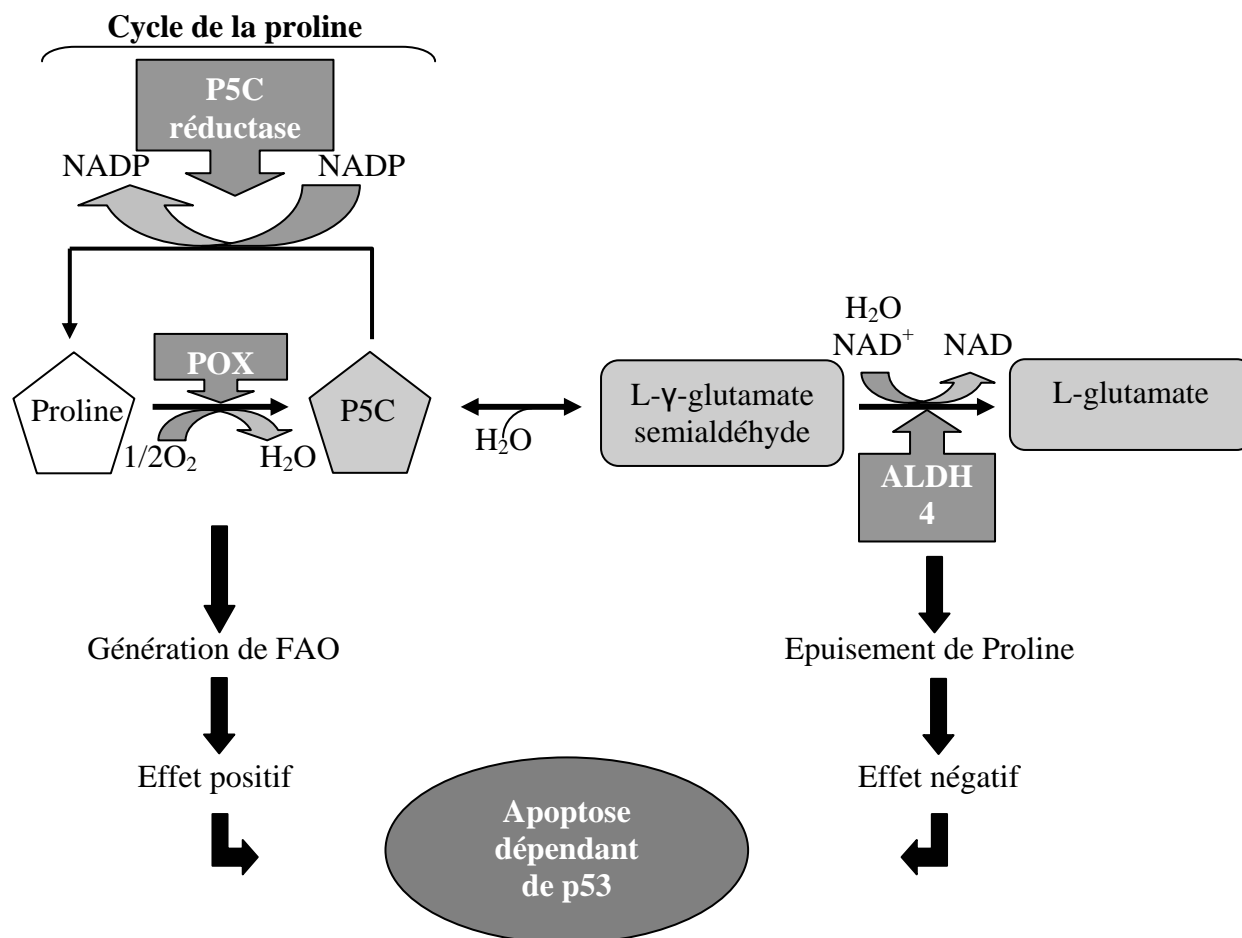 Cycle de la proline
P5C
réductase
NADP
NADP
Proline
POX
1/2O₂
H₂O
P5C
H₂O
L-γ-glutamate
semialdéhyde
H₂O
NAD⁺
NAD
ALDH
4
L-glutamate
Génération de FAO
Epuisement de Proline
Effet positif
Effet négatif
Apoptose
dépendant
de p53